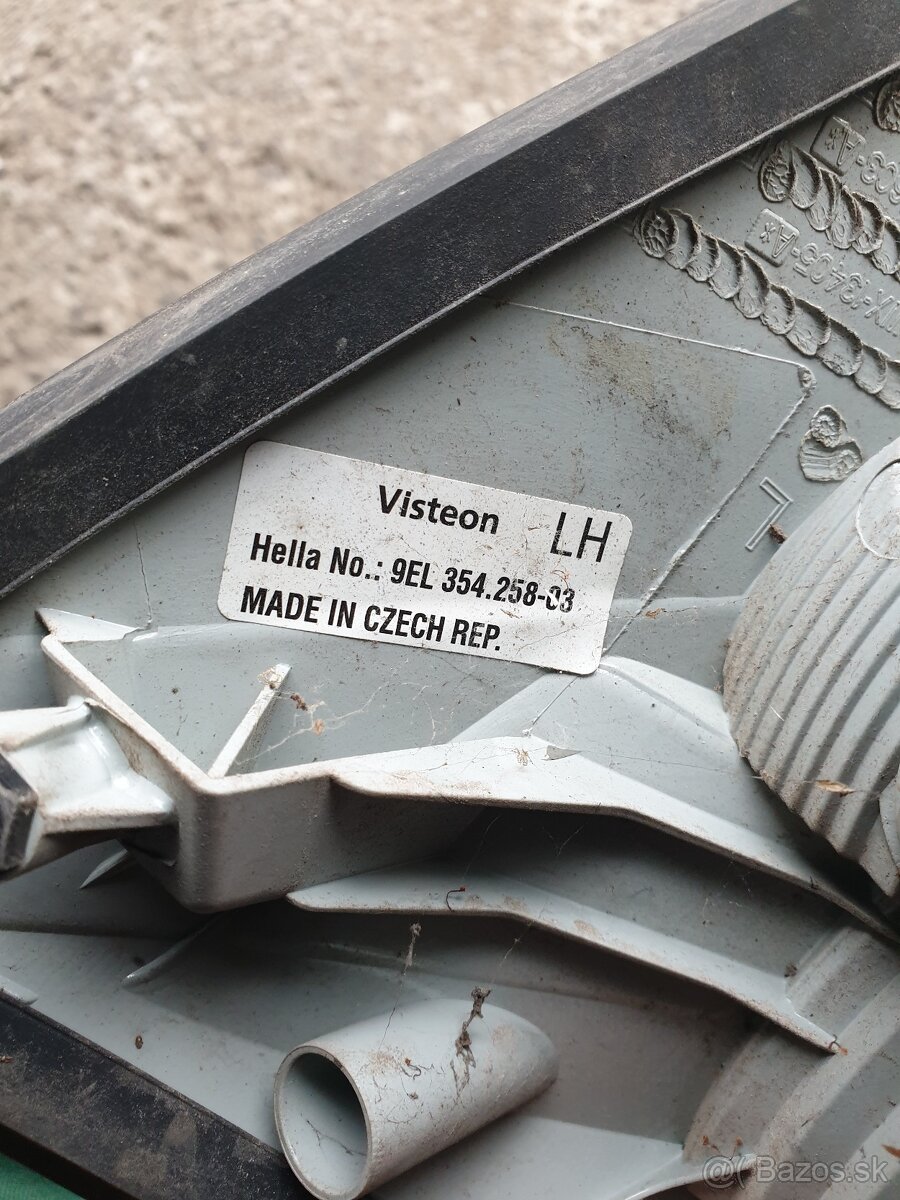 Visteon LH
Hella No.: 9EL 354.258-03
MADE IN CZECH REP.
L
@ Bazos.sk